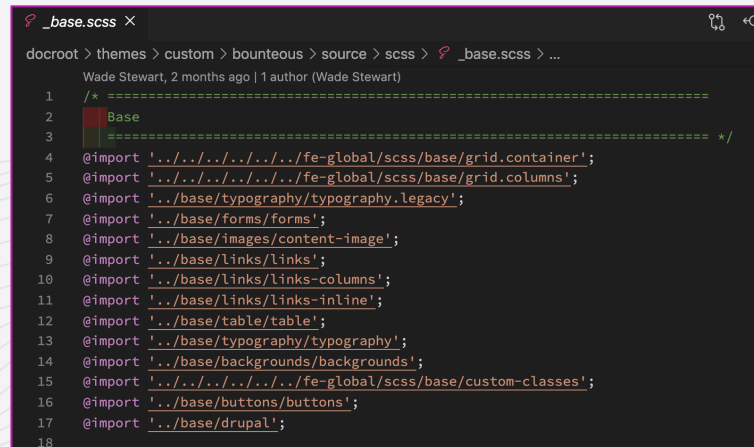 _base.scss ×
docroot > themes > custom > bounteous > source > scss > _base.scss > ...
Wade Stewart, 2 months ago | 1 author (Wade Stewart)
1 /* ==========================================================================
2 Base
3 ========================================================================== */
4 @import '../../../../../../fe-global/scss/base/grid.container';
5 @import '../../../../../../fe-global/scss/base/grid.columns';
6 @import '../base/typography/typography.legacy';
7 @import '../base/forms/forms';
8 @import '../base/images/content-image';
9 @import '../base/links/links';
10 @import '../base/links/links-columns';
11 @import '../base/links/links-inline';
12 @import '../base/table/table';
13 @import '../base/typography/typography';
14 @import '../base/backgrounds/backgrounds';
15 @import '../../../../../../fe-global/scss/base/custom-classes';
16 @import '../base/buttons/buttons';
17 @import '../base/drupal';
18